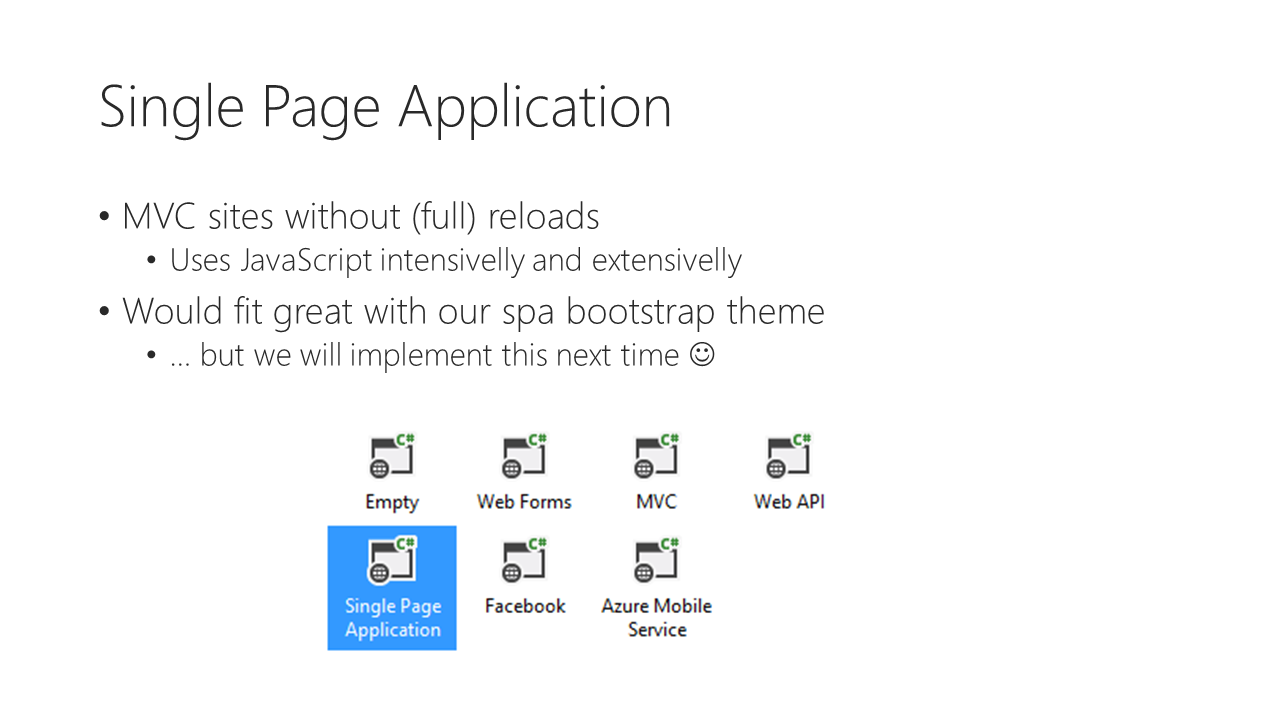 Single Page Application
• MVC sites without (full) reloads
• Uses JavaScript intensivelly and extensivelly
• Would fit great with our spa bootstrap theme
• ... but we will implement this next time ☺
C# C# C# C#
Empty Web Forms MVC Web API
C# C# C#
Single Page Facebook Azure Mobile
Application Service